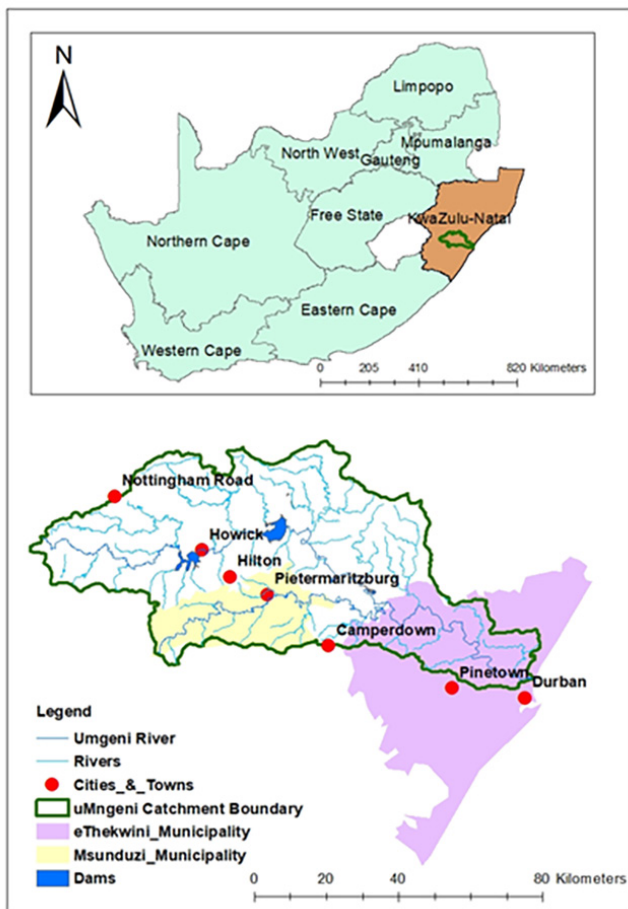 N
Limpopo
Mpumalanga
North West
Gauteng
Free State
KwaZulu-Natal
Northern Cape
Eastern Cape
Western Cape
0 205 410 820 Kilometers
Nottingham Road
Howick
Hilton
Pietermaritzburg
Camperdown
Pinetown
Durban
Legend
Umgeni River
Rivers
Cities_&_Towns
uMngeni Catchment Boundary
eThekwini_Municipality
Msunduzi_Municipality
Dams
0 20 40 60 80 Kilometers